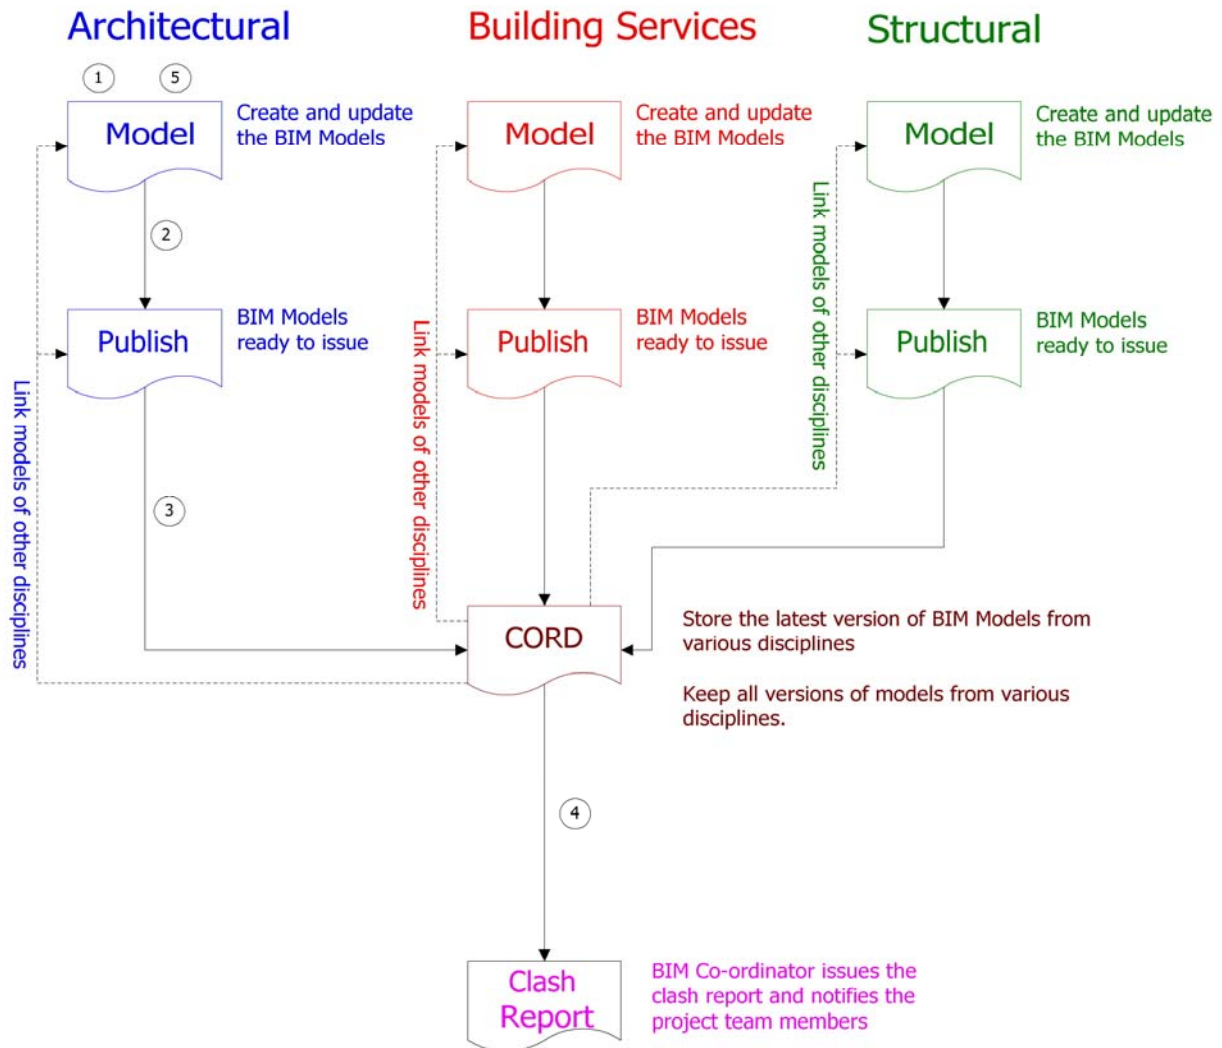 Architectural
Building Services
Structural
1
5
Model
Create and update
the BIM Models
Model
Create and update
the BIM Models
Model
Create and update
the BIM Models
2
Publish
BIM Models
ready to issue
Publish
BIM Models
ready to issue
Publish
BIM Models
ready to issue
Link models of other disciplines
Link models of other disciplines
Link models of other disciplines
3
CORD
Store the latest version of BIM Models from
various disciplines
Keep all versions of models from various
disciplines.
4
Clash
Report
BIM Co-ordinator issues the
clash report and notifies the
project team members